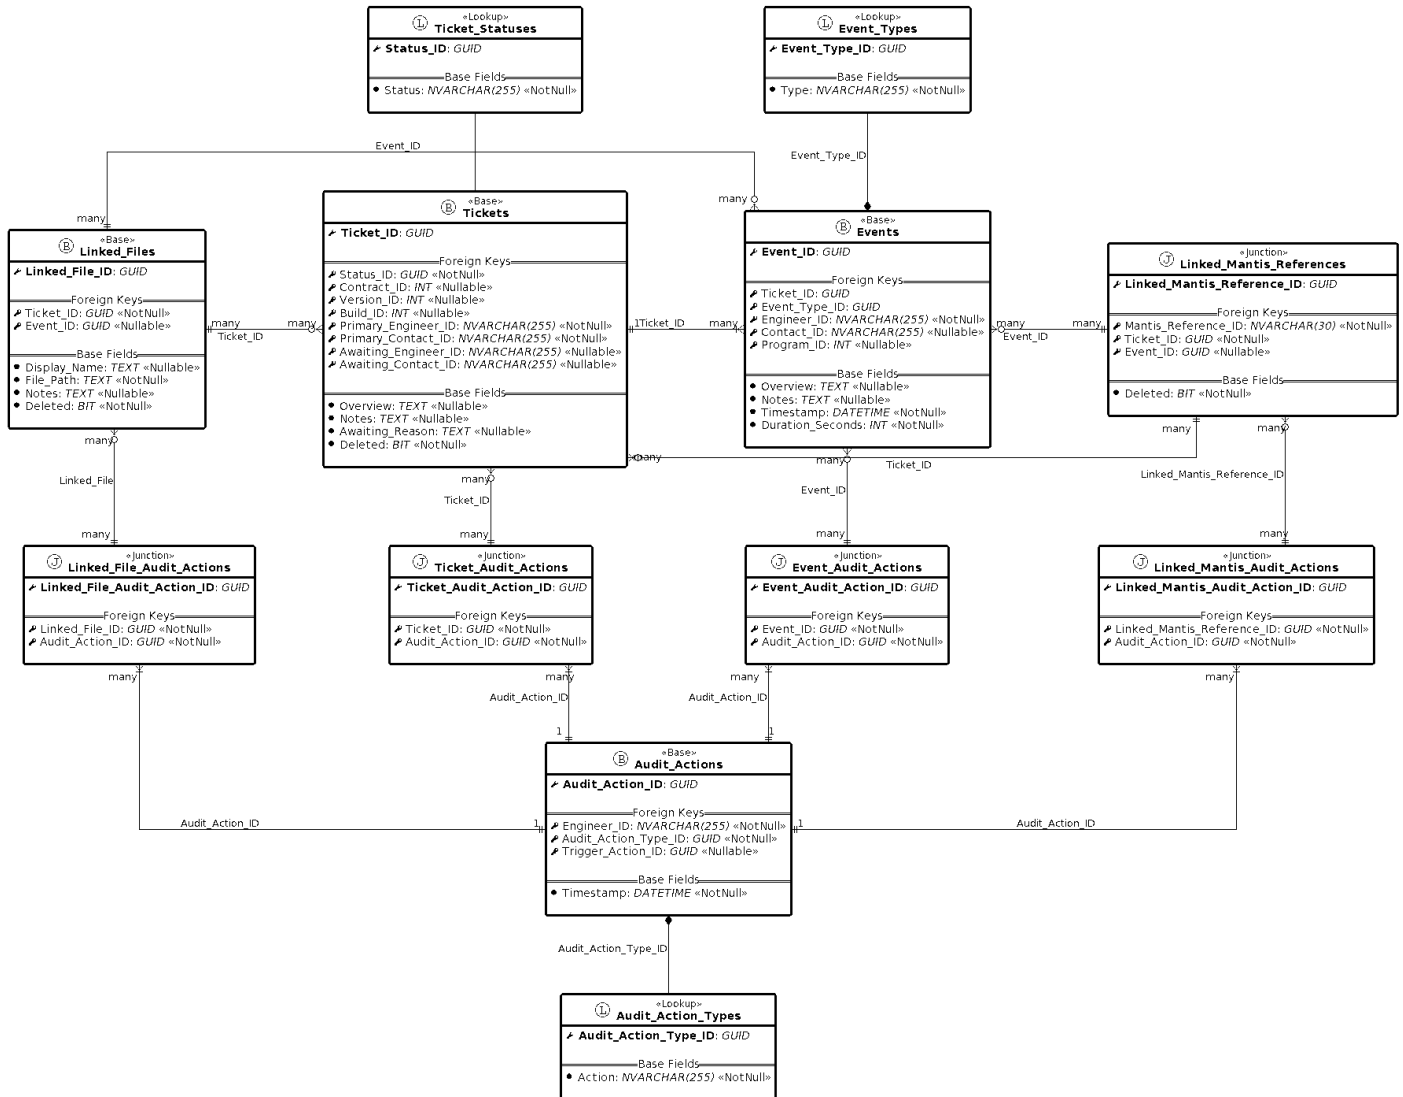 L
«Lookup»
Ticket_Statuses
Status_ID: GUID
Base Fields
Status: NVARCHAR(255) «NotNull»
L
«Lookup»
Event_Types
Event_Type_ID: GUID
Base Fields
Type: NVARCHAR(255) «NotNull»
Event_ID
many
many
Event_Type_ID
B
«Base»
Linked_Files
Linked_File_ID: GUID
Foreign Keys
Ticket_ID: GUID «NotNull»
Event_ID: GUID «Nullable»
Base Fields
Display_Name: TEXT «Nullable»
File_Path: TEXT «NotNull»
Notes: TEXT «Nullable»
Deleted: BIT «NotNull»
many
many
Ticket_ID
B
«Base»
Tickets
Ticket_ID: GUID
Foreign Keys
Status_ID: GUID «NotNull»
Contract_ID: INT «Nullable»
Version_ID: INT «Nullable»
Build_ID: INT «Nullable»
Primary_Engineer_ID: NVARCHAR(255) «NotNull»
Primary_Contact_ID: NVARCHAR(255) «NotNull»
Awaiting_Engineer_ID: NVARCHAR(255) «Nullable»
Awaiting_Contact_ID: NVARCHAR(255) «Nullable»
Base Fields
Overview: TEXT «Nullable»
Notes: TEXT «Nullable»
Awaiting_Reason: TEXT «Nullable»
Deleted: BIT «NotNull»
1
Ticket_ID
many
B
«Base»
Events
Event_ID: GUID
Foreign Keys
Ticket_ID: GUID
Event_Type_ID: GUID
Engineer_ID: NVARCHAR(255) «NotNull»
Contact_ID: NVARCHAR(255) «Nullable»
Program_ID: INT «Nullable»
Base Fields
Overview: TEXT «Nullable»
Notes: TEXT «Nullable»
Timestamp: DATETIME «NotNull»
Duration_Seconds: INT «NotNull»
many
many
Event_ID
J
«Junction»
Linked_Mantis_References
Linked_Mantis_Reference_ID: GUID
Foreign Keys
Mantis_Reference_ID: NVARCHAR(30) «NotNull»
Ticket_ID: GUID «NotNull»
Event_ID: GUID «Nullable»
Base Fields
Deleted: BIT «NotNull»
many
many
Ticket_ID
many
Linked_File
many
many
Ticket_ID
many
many
Event_ID
many
many
Linked_Mantis_Reference_ID
many
J
«Junction»
Linked_File_Audit_Actions
Linked_File_Audit_Action_ID: GUID
Foreign Keys
Linked_File_ID: GUID «NotNull»
Audit_Action_ID: GUID «NotNull»
J
«Junction»
Ticket_Audit_Actions
Ticket_Audit_Action_ID: GUID
Foreign Keys
Ticket_ID: GUID «NotNull»
Audit_Action_ID: GUID «NotNull»
J
«Junction»
Event_Audit_Actions
Event_Audit_Action_ID: GUID
Foreign Keys
Event_ID: GUID «NotNull»
Audit_Action_ID: GUID «NotNull»
J
«Junction»
Linked_Mantis_Audit_Actions
Linked_Mantis_Audit_Action_ID: GUID
Foreign Keys
Linked_Mantis_Reference_ID: GUID «NotNull»
Audit_Action_ID: GUID «NotNull»
many
Audit_Action_ID
1
many
Audit_Action_ID
1
many
Audit_Action_ID
1
many
Audit_Action_ID
1
B
«Base»
Audit_Actions
Audit_Action_ID: GUID
Foreign Keys
Engineer_ID: NVARCHAR(255) «NotNull»
Audit_Action_Type_ID: GUID «NotNull»
Trigger_Action_ID: GUID «Nullable»
Base Fields
Timestamp: DATETIME «NotNull»
Audit_Action_Type_ID
L
«Lookup»
Audit_Action_Types
Audit_Action_Type_ID: GUID
Base Fields
Action: NVARCHAR(255) «NotNull»